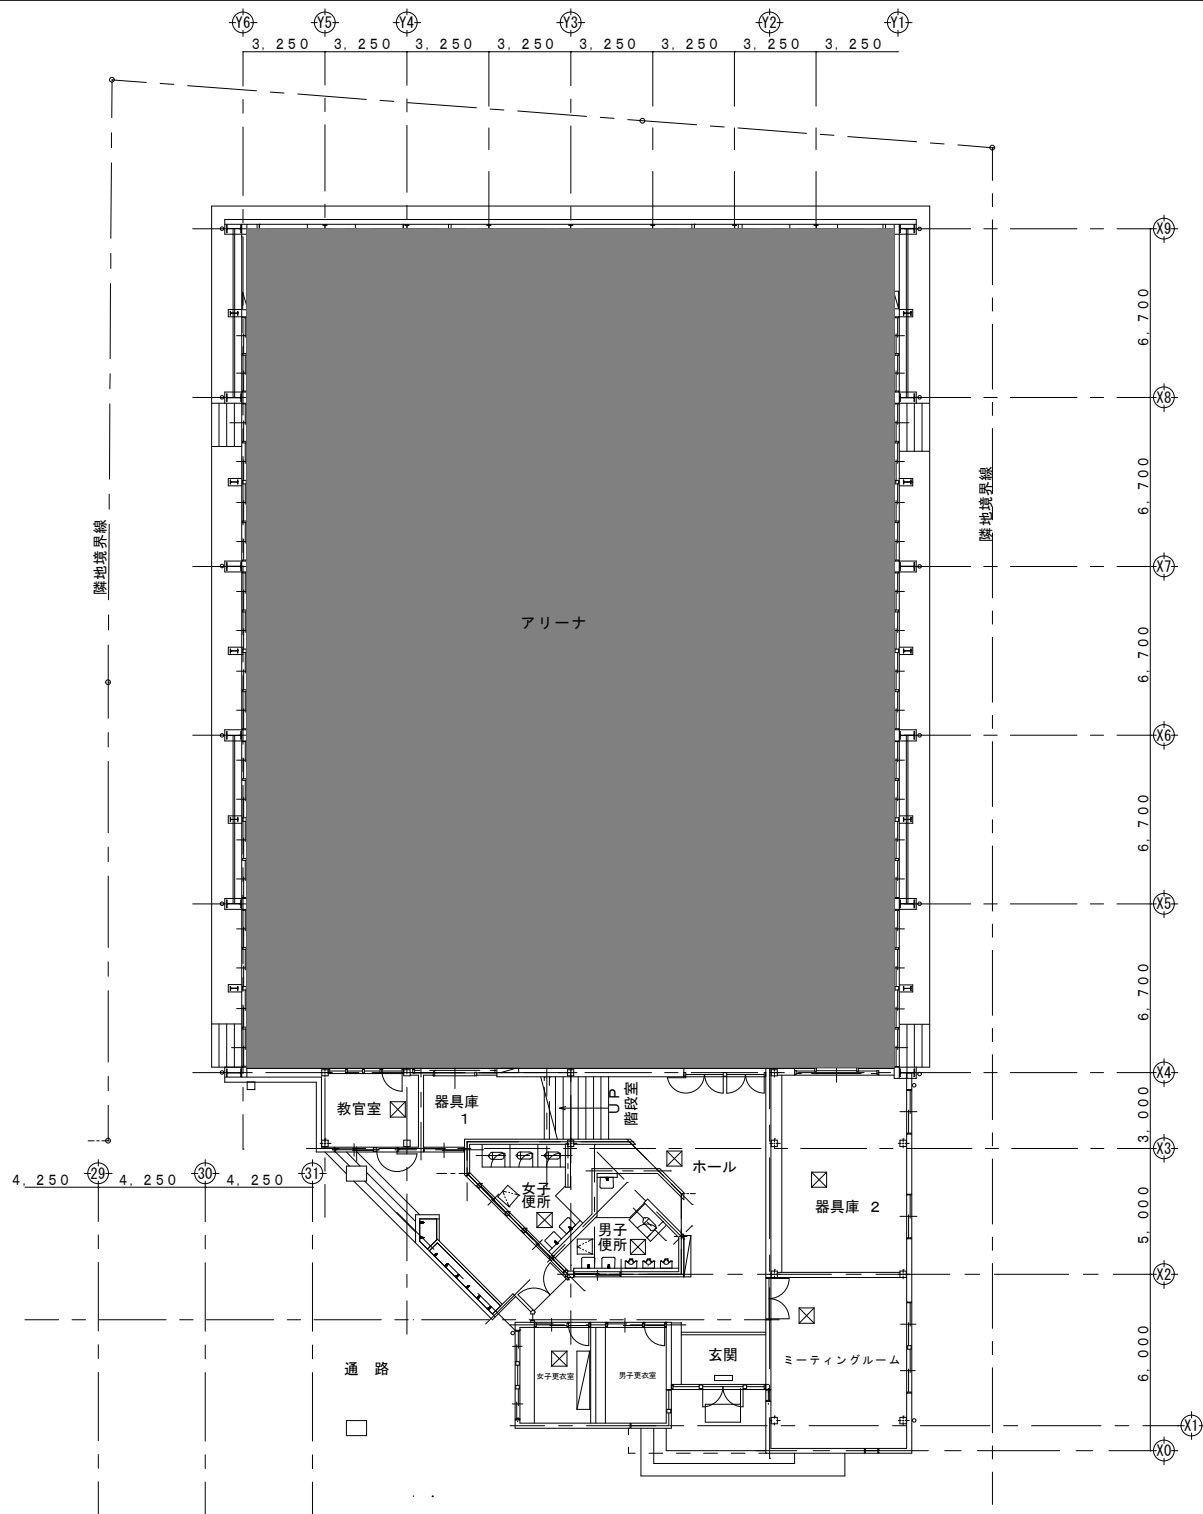 Y6 Y5 Y4 Y3 Y2 Y1
3,250 3,250 3,250 3,250 3,250 3,250 3,250 3,250
X9
6,700
X8
隣地境界線
隣地境界線
6,700
X7
アリーナ
6,700
X6
6,700
X5
6,700
X4
教官室
器具庫
1
UP
階段室
3,000
X3
ホール
29 30 31
4,250 4,250 4,250
女子
便所
器具庫 2
男子
便所
5,000
X2
玄関
ミーティングルーム
通 路
女子更衣室
男子更衣室
6,000
X1
X0